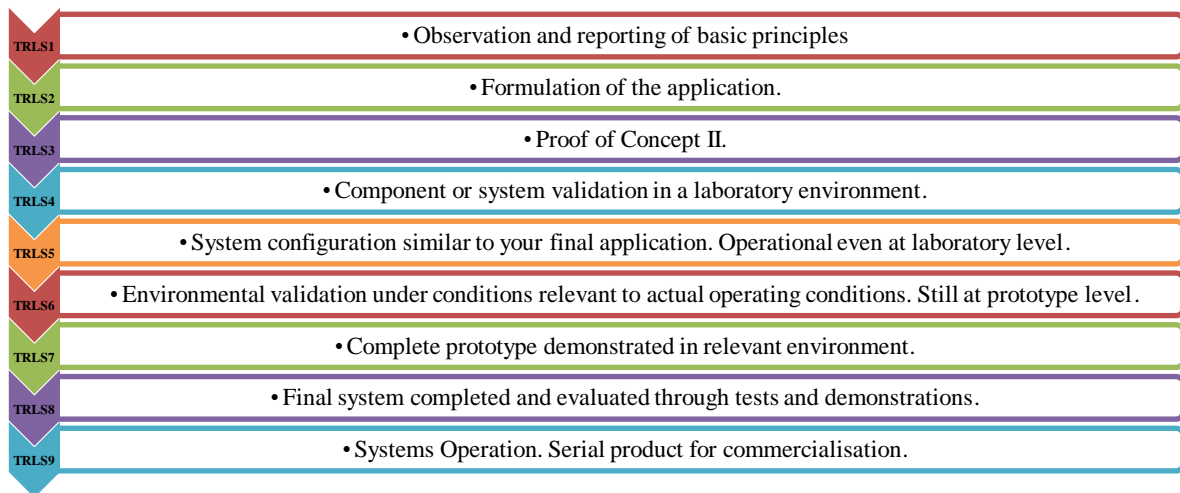 TRLS1
• Observation and reporting of basic principles
TRLS2
• Formulation of the application.
TRLS3
• Proof of Concept II.
TRLS4
• Component or system validation in a laboratory environment.
TRLS5
• System configuration similar to your final application. Operational even at laboratory level.
TRLS6
• Environmental validation under conditions relevant to actual operating conditions. Still at prototype level.
TRLS7
• Complete prototype demonstrated in relevant environment.
TRLS8
• Final system completed and evaluated through tests and demonstrations.
TRLS9
• Systems Operation. Serial product for commercialisation.